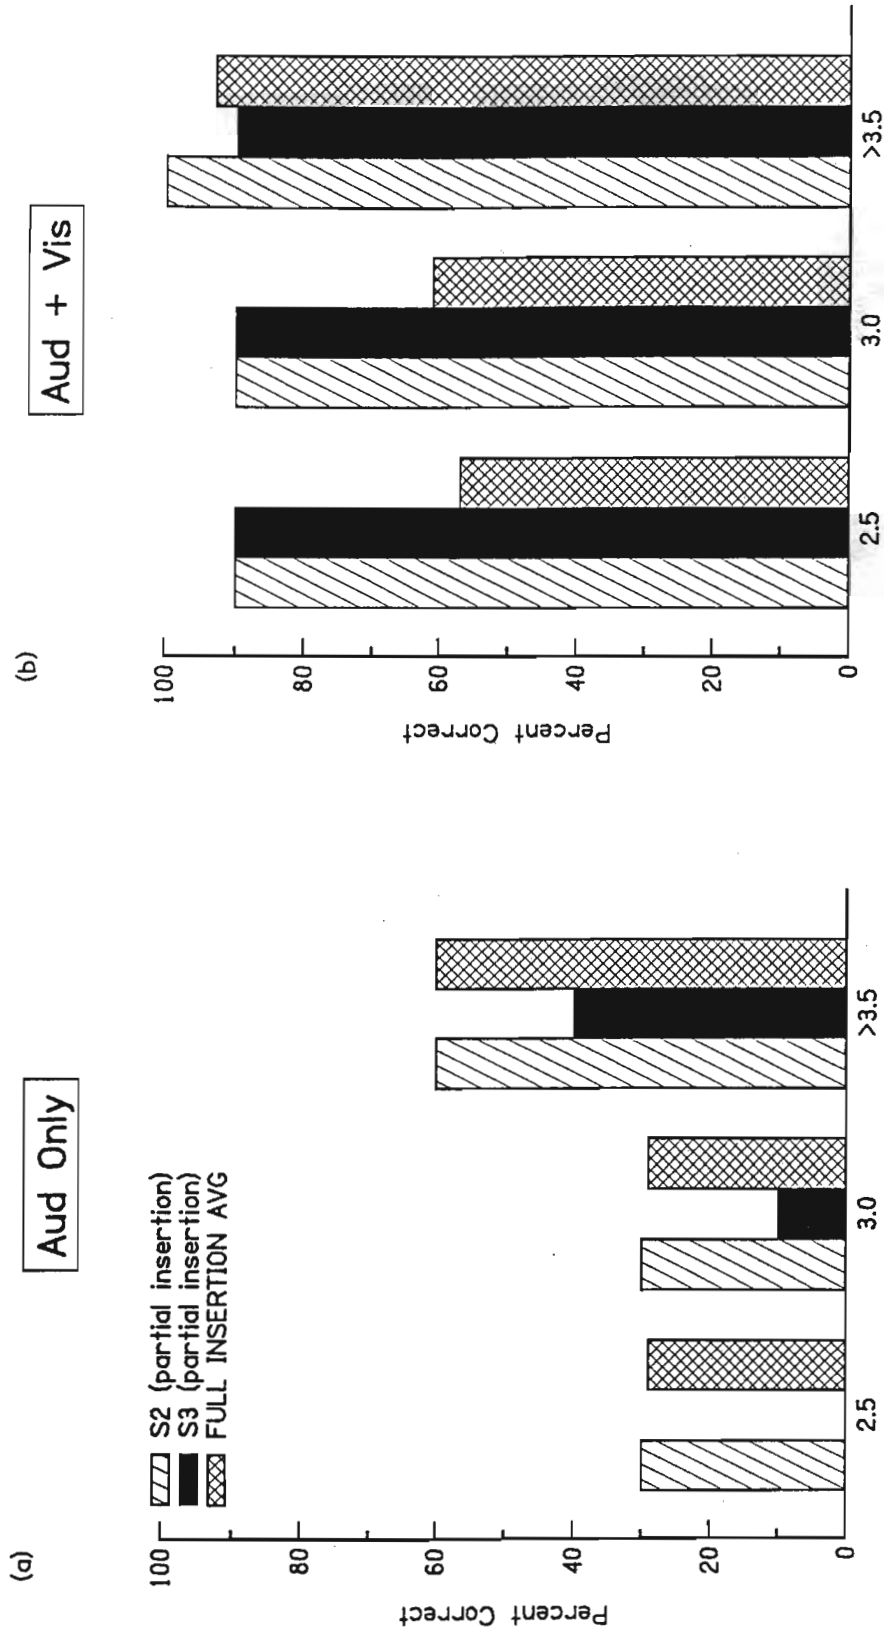 (a)
Aud Only
S2 (partial insertion)
S3 (partial insertion)
FULL INSERTION AVG
Percent Correct
100
80
60
40
20
0
2.5
3.0
>3.5
(b)
Aud + Vis
Percent Correct
100
80
60
40
20
0
2.5
3.0
>3.5